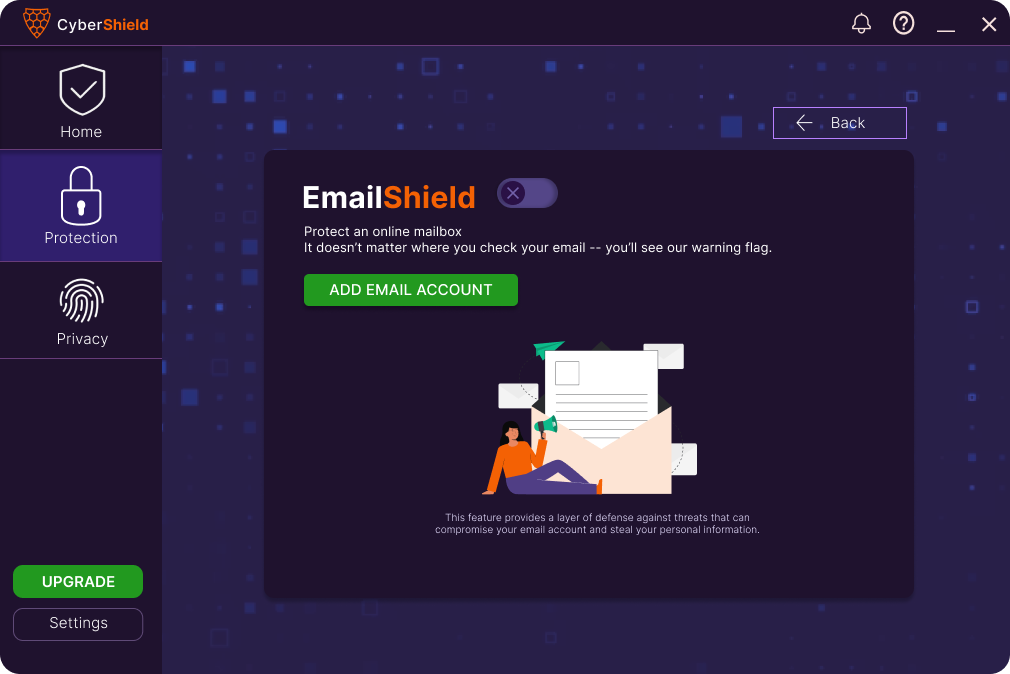 CyberShield
Home
Protection
Privacy
UPGRADE
Settings
Back
EmailShield
Protect an online mailbox
It doesn’t matter where you check your email -- you’ll see our warning flag.
ADD EMAIL ACCOUNT
This feature provides a layer of defense against threats that can
compromise your email account and steal your personal information.